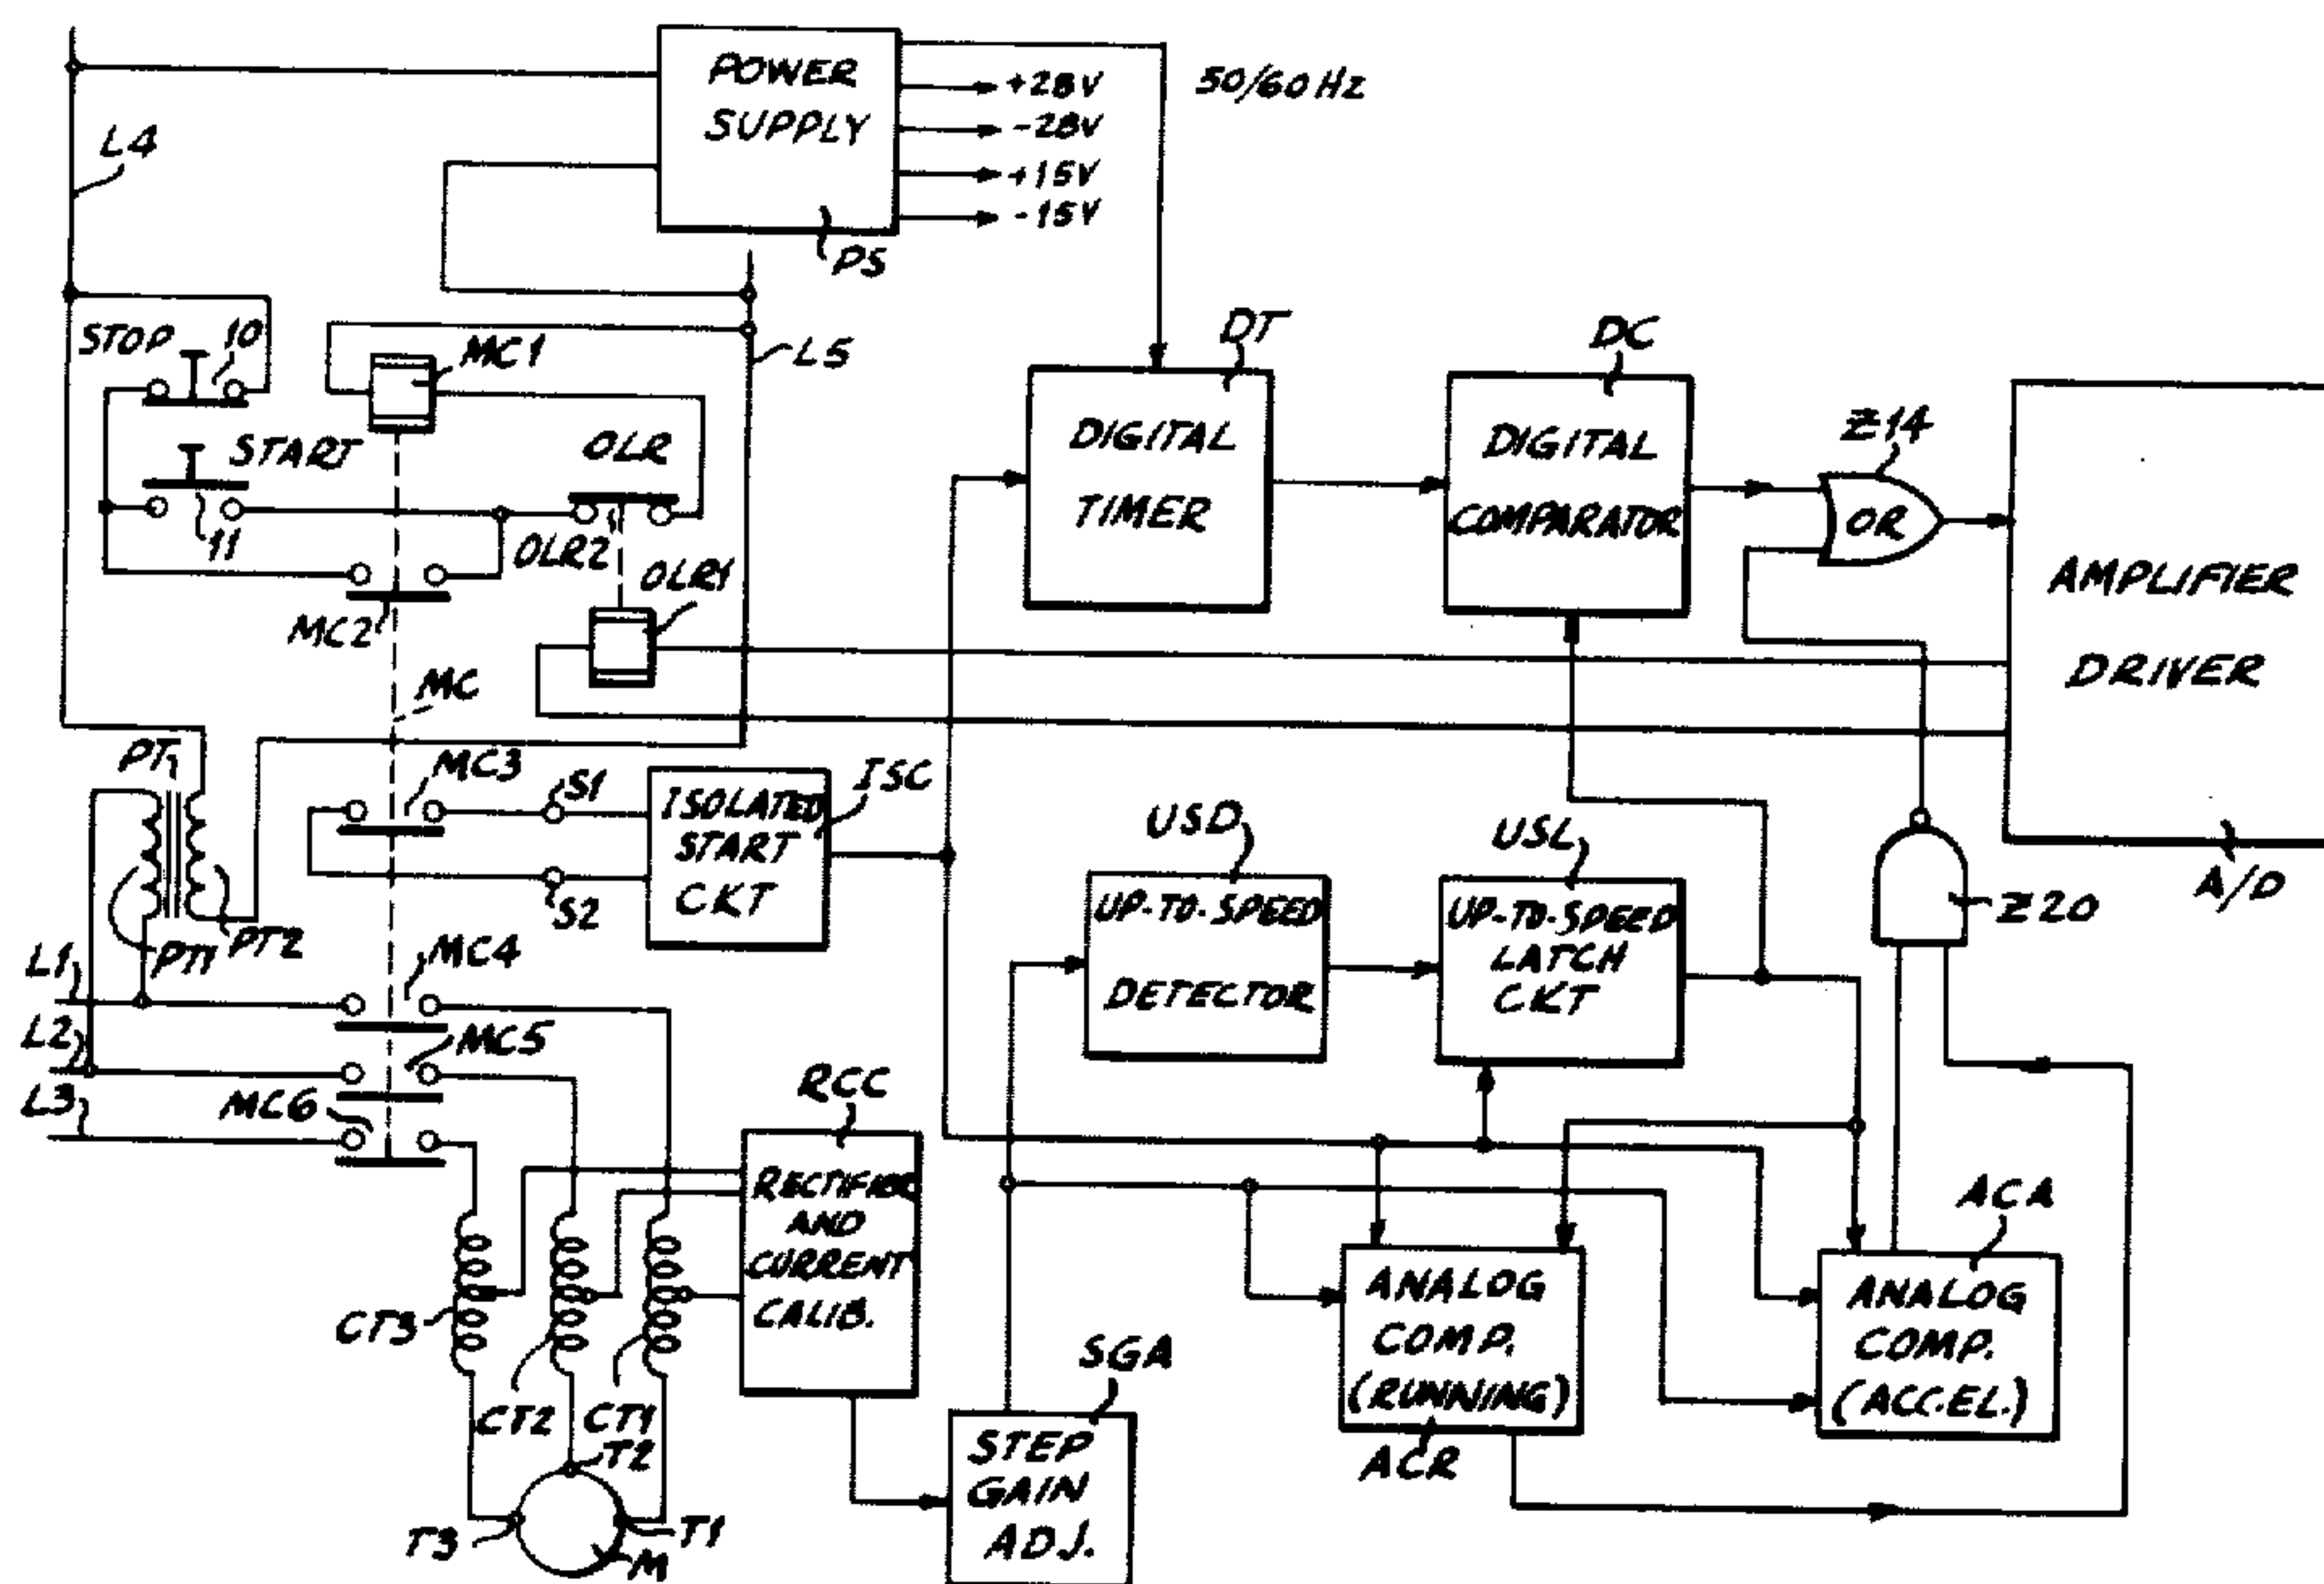 POWER
SUPPLY
+28V
-28V
+15V
-15V
50/60 HZ
PS
L4
STOP
10
MC1
L5
START
11
OLR
OLR2
OLR1
MC2
MC
DT
DIGITAL
TIMER
DC
DIGITAL
COMPARATOR
Z14
OR
AMPLIFIER
DRIVER
A/D
PT
PT1
PT2
MC3
S1
S2
ISC
ISOLATED
START
CKT
USD
UP-TO-SPEED
DETECTOR
USL
UP-TO-SPEED
LATCH
CKT
Z20
L1
L2
L3
MC4
MC5
MC6
RCC
RECTIFIER
AND
CURRENT
CALIB.
CT3
CT2
CT1
T2
T3
T1
M
SGA
STEP
GAIN
ADJ.
ANALOG
COMP.
(RUNNING)
ACR
ACA
ANALOG
COMP.
(ACCEL.)